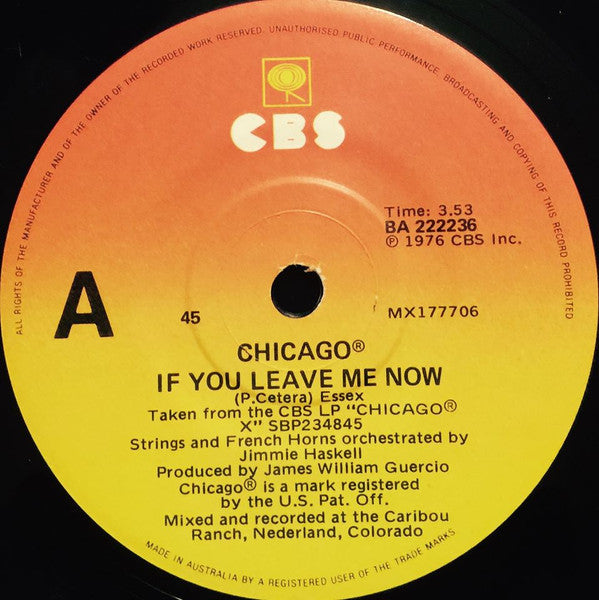 ALL RIGHTS OF THE MANUFACTURER AND OF THE OWNER OF THE RECORDED WORK RESERVED. UNAUTHORISED PUBLIC PERFORMANCE, BROADCASTING AND COPYING OF THIS RECORD PROHIBITED
CBS
Time: 3.53
BA 222236
℗ 1976 CBS Inc.
A
45
MX177706
CHICAGO®
IF YOU LEAVE ME NOW
(P.Cetera) Essex
Taken from the CBS LP "CHICAGO®
X" SBP234845
Strings and French Horns orchestrated by
Jimmie Haskell
Produced by James William Guercio
Chicago® is a mark registered
by the U.S. Pat. Off.
Mixed and recorded at the Caribou
Ranch, Nederland, Colorado
MADE IN AUSTRALIA BY A REGISTERED USER OF THE TRADE MARKS